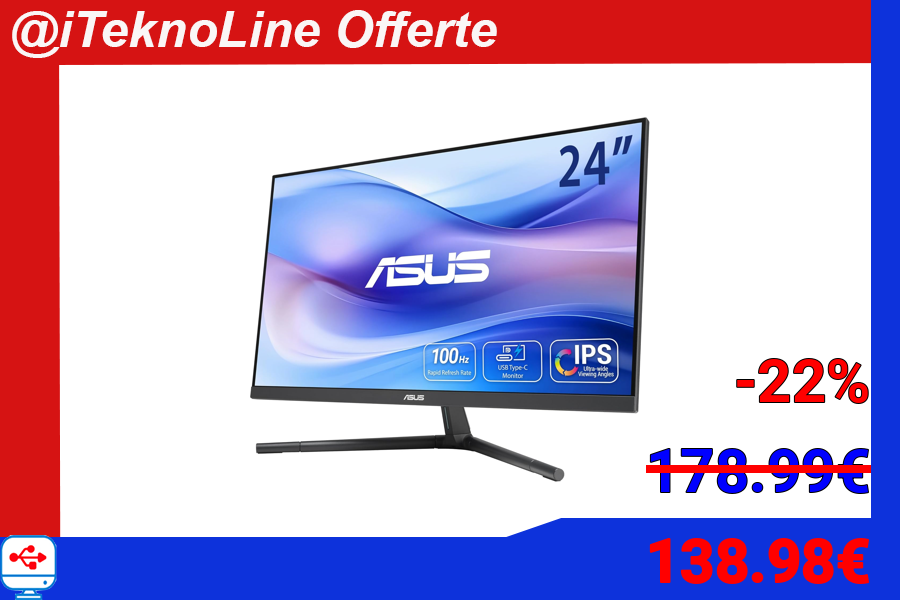 @iTeknoLine Offerte
24”
ASUS
100Hz
Rapid Refresh Rate
USB Type-C
Monitor
IPS
Ultra-wide
Viewing Angles
ASUS
-22%
178.99€
138.98€